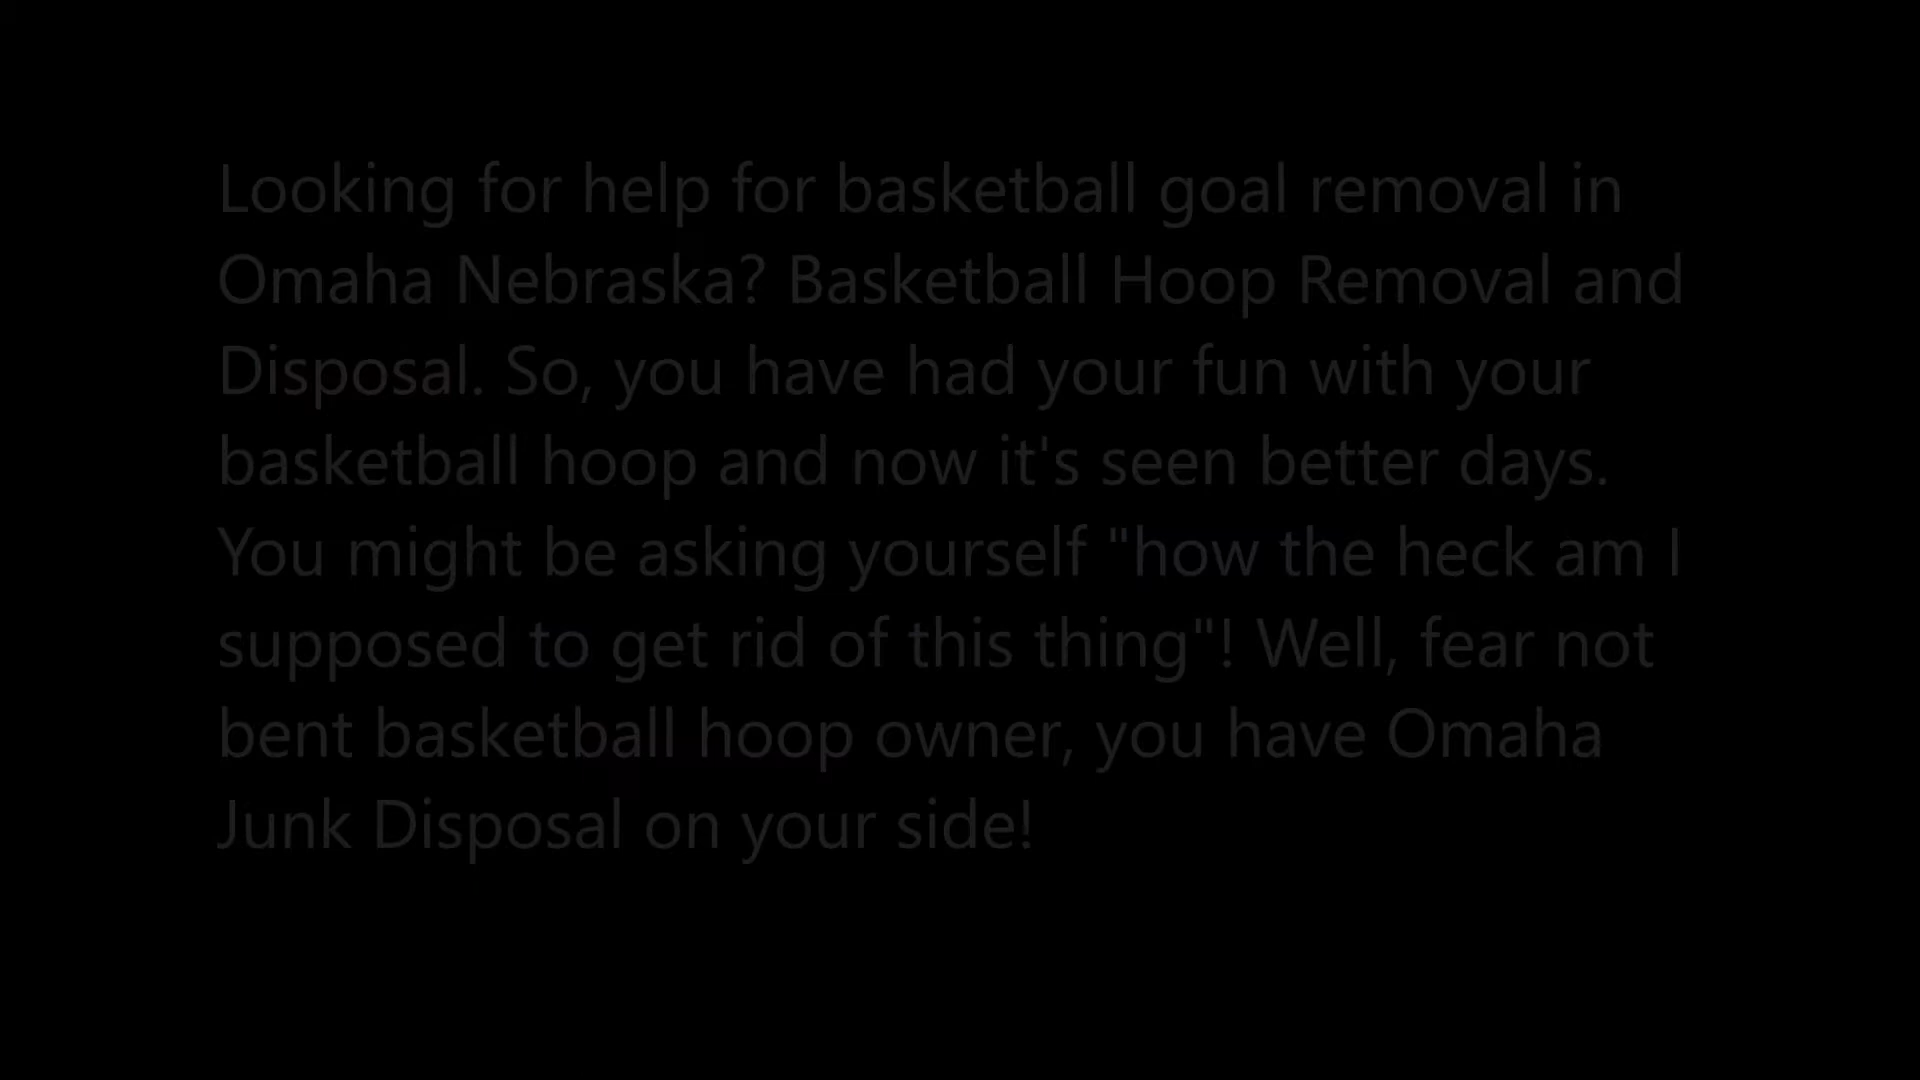 Looking for help for basketball goal removal in
Omaha Nebraska? Basketball Hoop Removal and
Disposal. So, you have had your fun with your
basketball hoop and now it's seen better days.
You might be asking yourself "how the heck am I
supposed to get rid of this thing"! Well, fear not
bent basketball hoop owner, you have Omaha
Junk Disposal on your side!